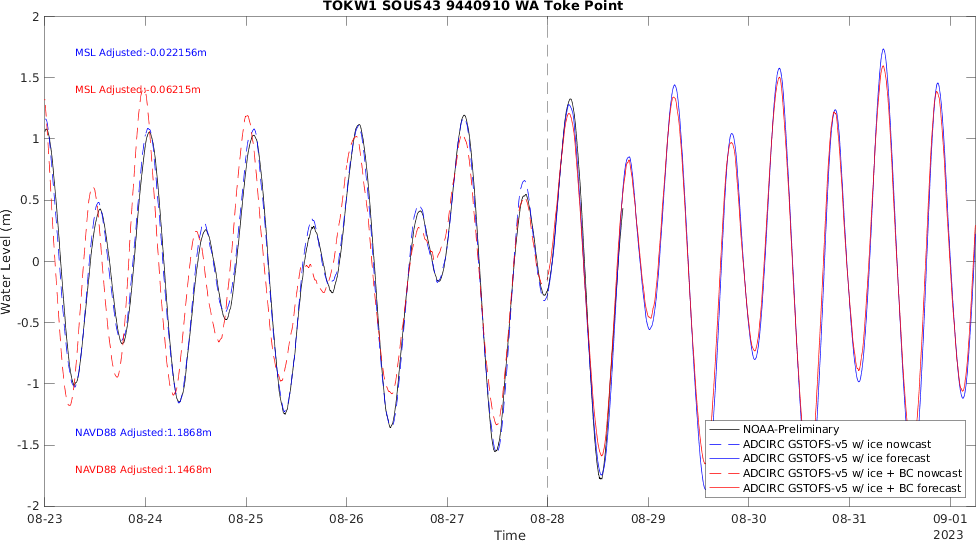 TOKW1 SOUS43 9440910 WA Toke Point
2
1.5
1
0.5
0
-0.5
-1
-1.5
-2
Water Level (m)
MSL Adjusted:-0.022156m
MSL Adjusted:-0.06215m
NAVD88 Adjusted:1.1868m
NAVD88 Adjusted:1.1468m
NOAA-Preliminary
ADCIRC GSTOFS-v5 w/ ice nowcast
ADCIRC GSTOFS-v5 w/ ice forecast
ADCIRC GSTOFS-v5 w/ ice + BC nowcast
ADCIRC GSTOFS-v5 w/ ice + BC forecast
08-23 08-24 08-25 08-26 08-27 08-28 08-29 08-30 08-31 09-01
2023
Time